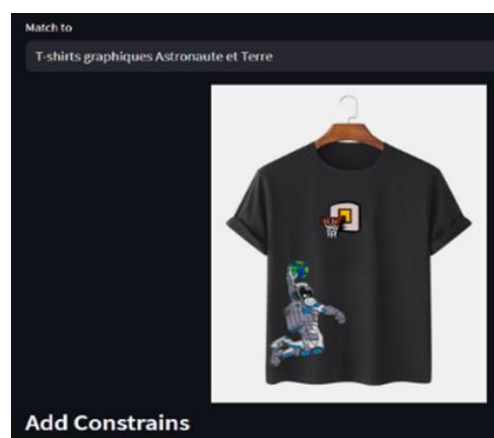 Match to
T-shirts graphiques Astronaute et Terre
Add Constrains